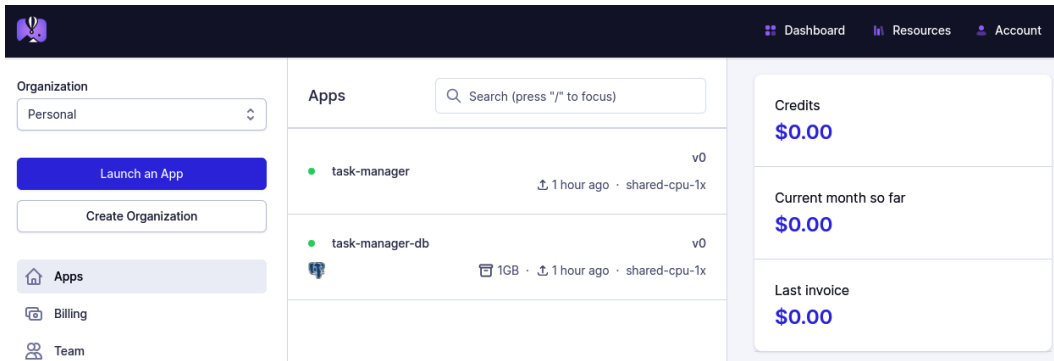 Dashboard
Resources
Account
Organization
Personal
Launch an App
Create Organization
Apps
Billing
Team
Apps
Search (press "/" to focus)
task-manager
v0
1 hour ago · shared-cpu-1x
task-manager-db
v0
1GB · 1 hour ago · shared-cpu-1x
Credits
$0.00
Current month so far
$0.00
Last invoice
$0.00